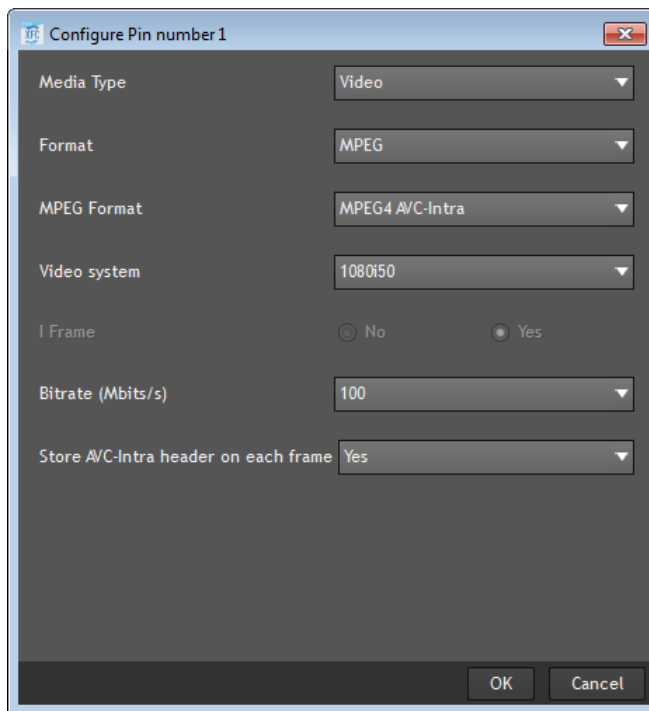 XFC Configure Pin number 1
Media Type Video
Format MPEG
MPEG Format MPEG4 AVC-Intra
Video system 1080i50
I Frame No Yes
Bitrate (Mbits/s) 100
Store AVC-Intra header on each frame Yes
OK Cancel